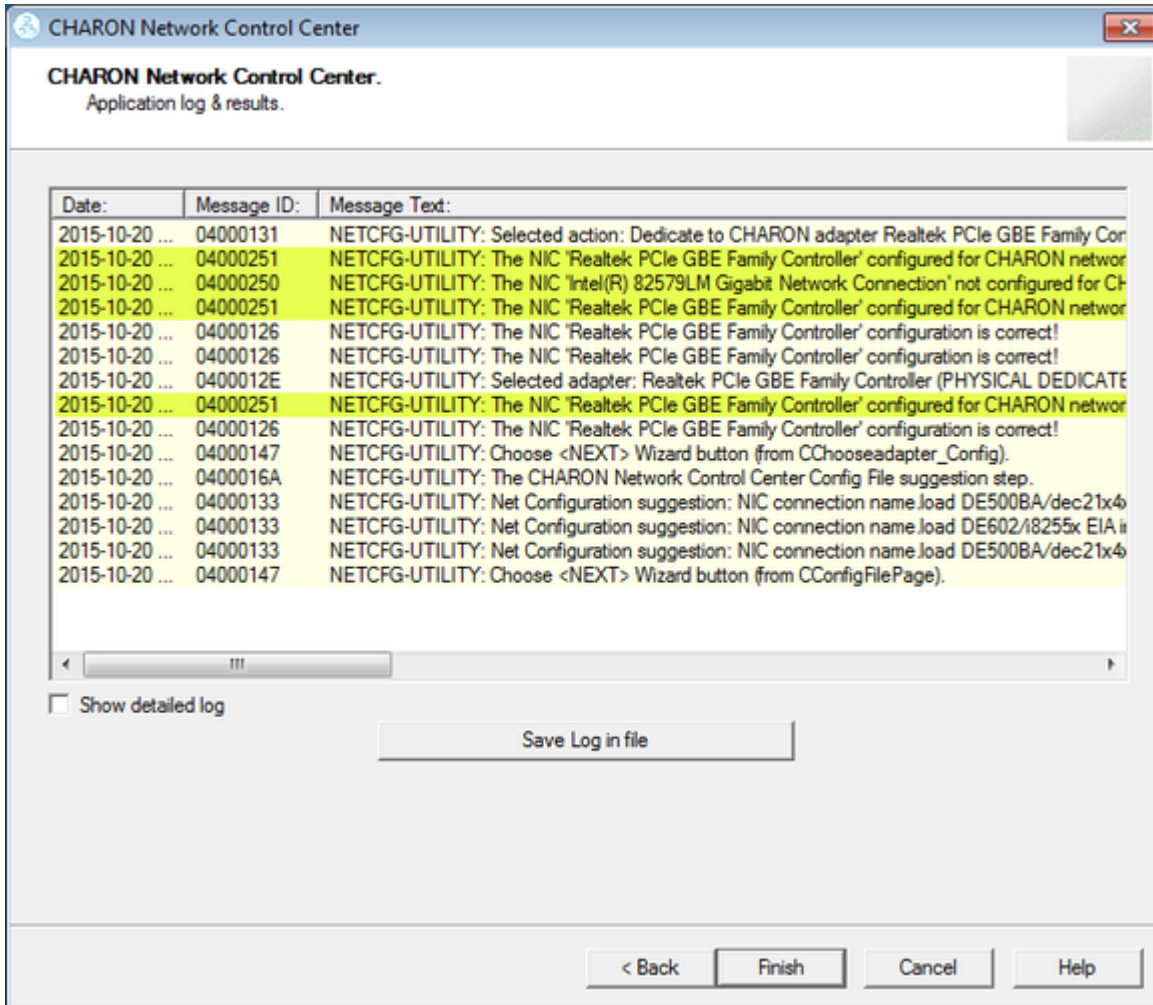 CHARON Network Control Center
CHARON Network Control Center.
Application log & results.
Date: Message ID: Message Text:
2015-10-20 ... 04000131 NETCFG-UTILITY: Selected action: Dedicate to CHARON adapter Realtek PCIe GBE Family Con
2015-10-20 ... 04000251 NETCFG-UTILITY: The NIC 'Realtek PCIe GBE Family Controller' configured for CHARON networ
2015-10-20 ... 04000250 NETCFG-UTILITY: The NIC 'Intel(R) 82579LM Gigabit Network Connection' not configured for CH
2015-10-20 ... 04000251 NETCFG-UTILITY: The NIC 'Realtek PCIe GBE Family Controller' configured for CHARON networ
2015-10-20 ... 04000126 NETCFG-UTILITY: The NIC 'Realtek PCIe GBE Family Controller' configuration is correct!
2015-10-20 ... 04000126 NETCFG-UTILITY: The NIC 'Realtek PCIe GBE Family Controller' configuration is correct!
2015-10-20 ... 0400012E NETCFG-UTILITY: Selected adapter: Realtek PCIe GBE Family Controller (PHYSICAL DEDICATE
2015-10-20 ... 04000251 NETCFG-UTILITY: The NIC 'Realtek PCIe GBE Family Controller' configured for CHARON networ
2015-10-20 ... 04000126 NETCFG-UTILITY: The NIC 'Realtek PCIe GBE Family Controller' configuration is correct!
2015-10-20 ... 04000147 NETCFG-UTILITY: Choose <NEXT> Wizard button (from CChooseadapter_Config).
2015-10-20 ... 0400016A NETCFG-UTILITY: The CHARON Network Control Center Config File suggestion step.
2015-10-20 ... 04000133 NETCFG-UTILITY: Net Configuration suggestion: NIC connection name.load DE500BA/dec21x4x
2015-10-20 ... 04000133 NETCFG-UTILITY: Net Configuration suggestion: NIC connection name.load DE602/i8255x EIA i
2015-10-20 ... 04000133 NETCFG-UTILITY: Net Configuration suggestion: NIC connection name.load DE500BA/dec21x4x
2015-10-20 ... 04000147 NETCFG-UTILITY: Choose <NEXT> Wizard button (from CConfigFilePage).
Show detailed log
Save Log in file
< Back Finish Cancel Help